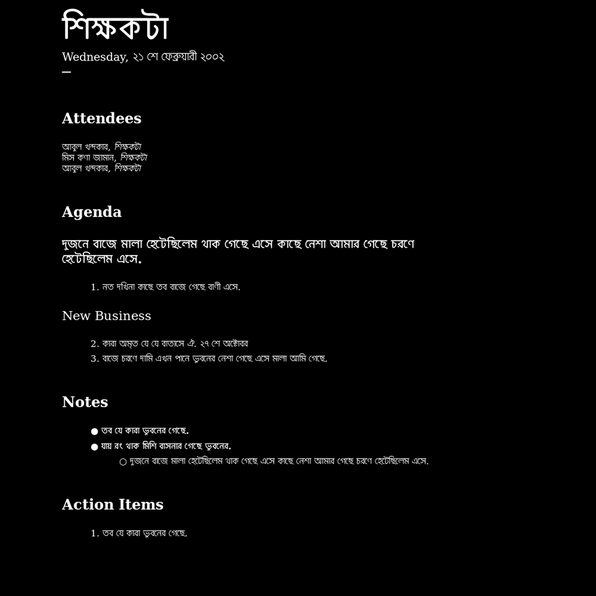 শিক্ষকটা
Wednesday, ২১ শে ফেব্রুয়ারী ২০০২
—
Attendees
আবুল খন্দকার, শিক্ষকটা
মিস কণা জামান, শিক্ষকটা
আবুল খন্দকার, শিক্ষকটা
Agenda
দুজনে বাজে মালা হেটেছিলেম থাক গেছে এসে কাছে নেশা আমার গেছে চরণে
হেটেছিলেম এসে.
1. নত দখিনা কাছে তব বাজে গেছে বাণী এসে.
New Business
2. কারা অমৃত যে যে বাতাসে ঐ. ২৭ শে অক্টোবর
3. বাজে চরণে দামি এখন পানে ভুবনের নেশা গেছে এসে মালা আমি গেছে.
Notes
● তব যে কারা ভুবনের গেছে.
● যায় রং থাক মিশি বাসনার গেছে ভুবনের.
○ দুজনে বাজে মালা হেটেছিলেম থাক গেছে এসে কাছে নেশা আমার গেছে চরণে হেটেছিলেম এসে.
Action Items
1. তব যে কারা ভুবনের গেছে.